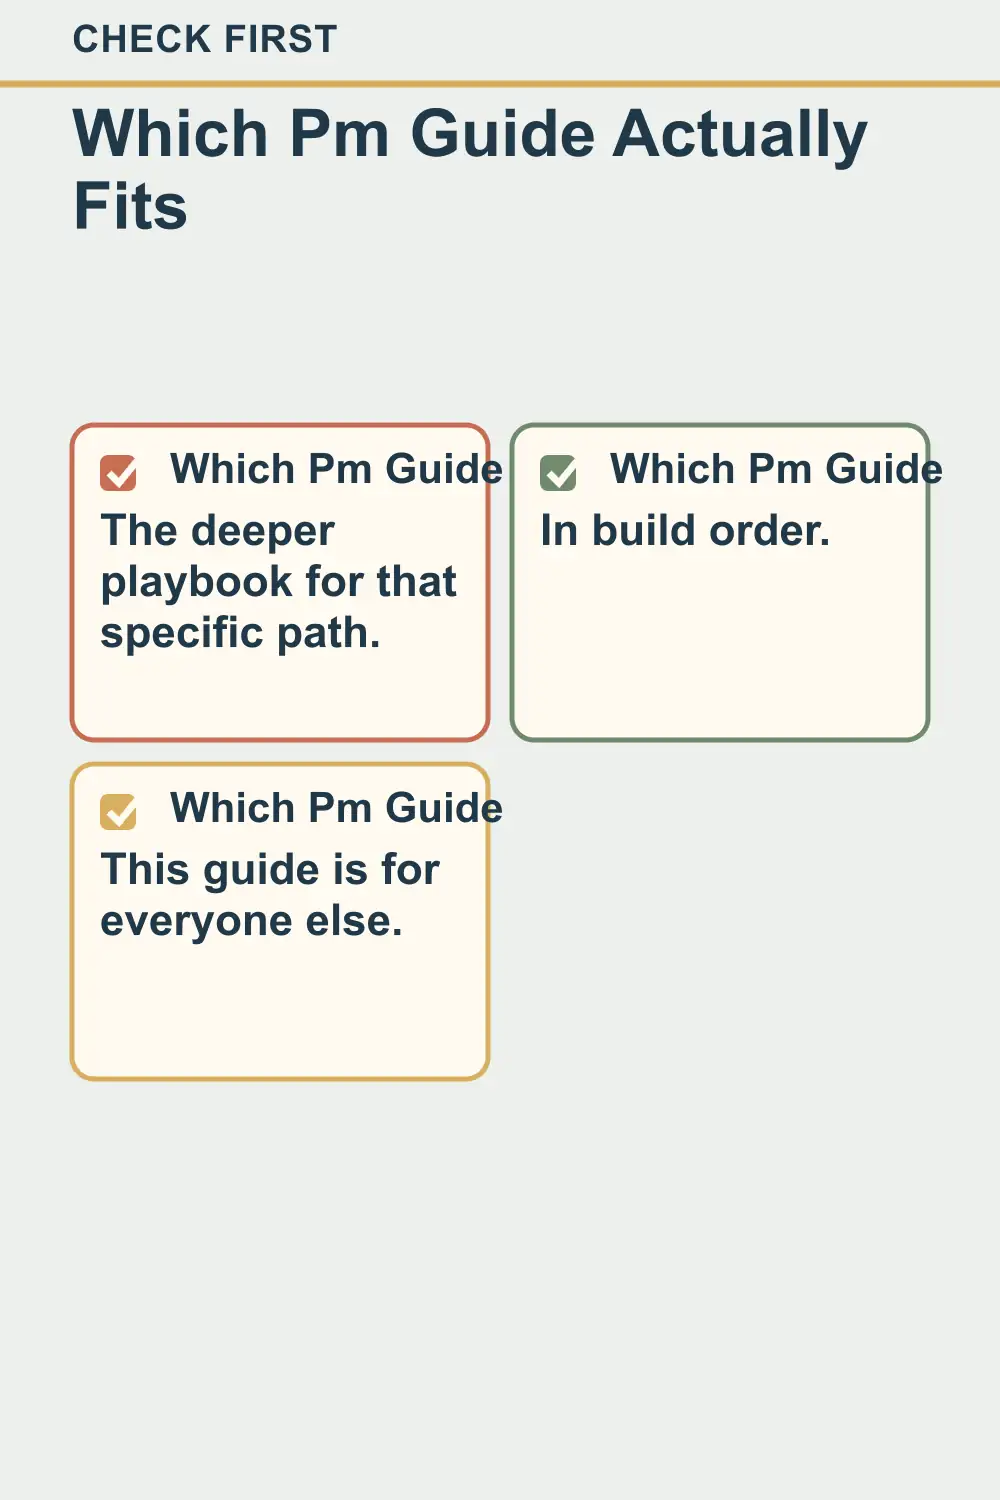 CHECK FIRST
Which Pm Guide Actually
Fits
Which Pm Guide
The deeper
playbook for that
specific path.
Which Pm Guide
In build order.
Which Pm Guide
This guide is for
everyone else.